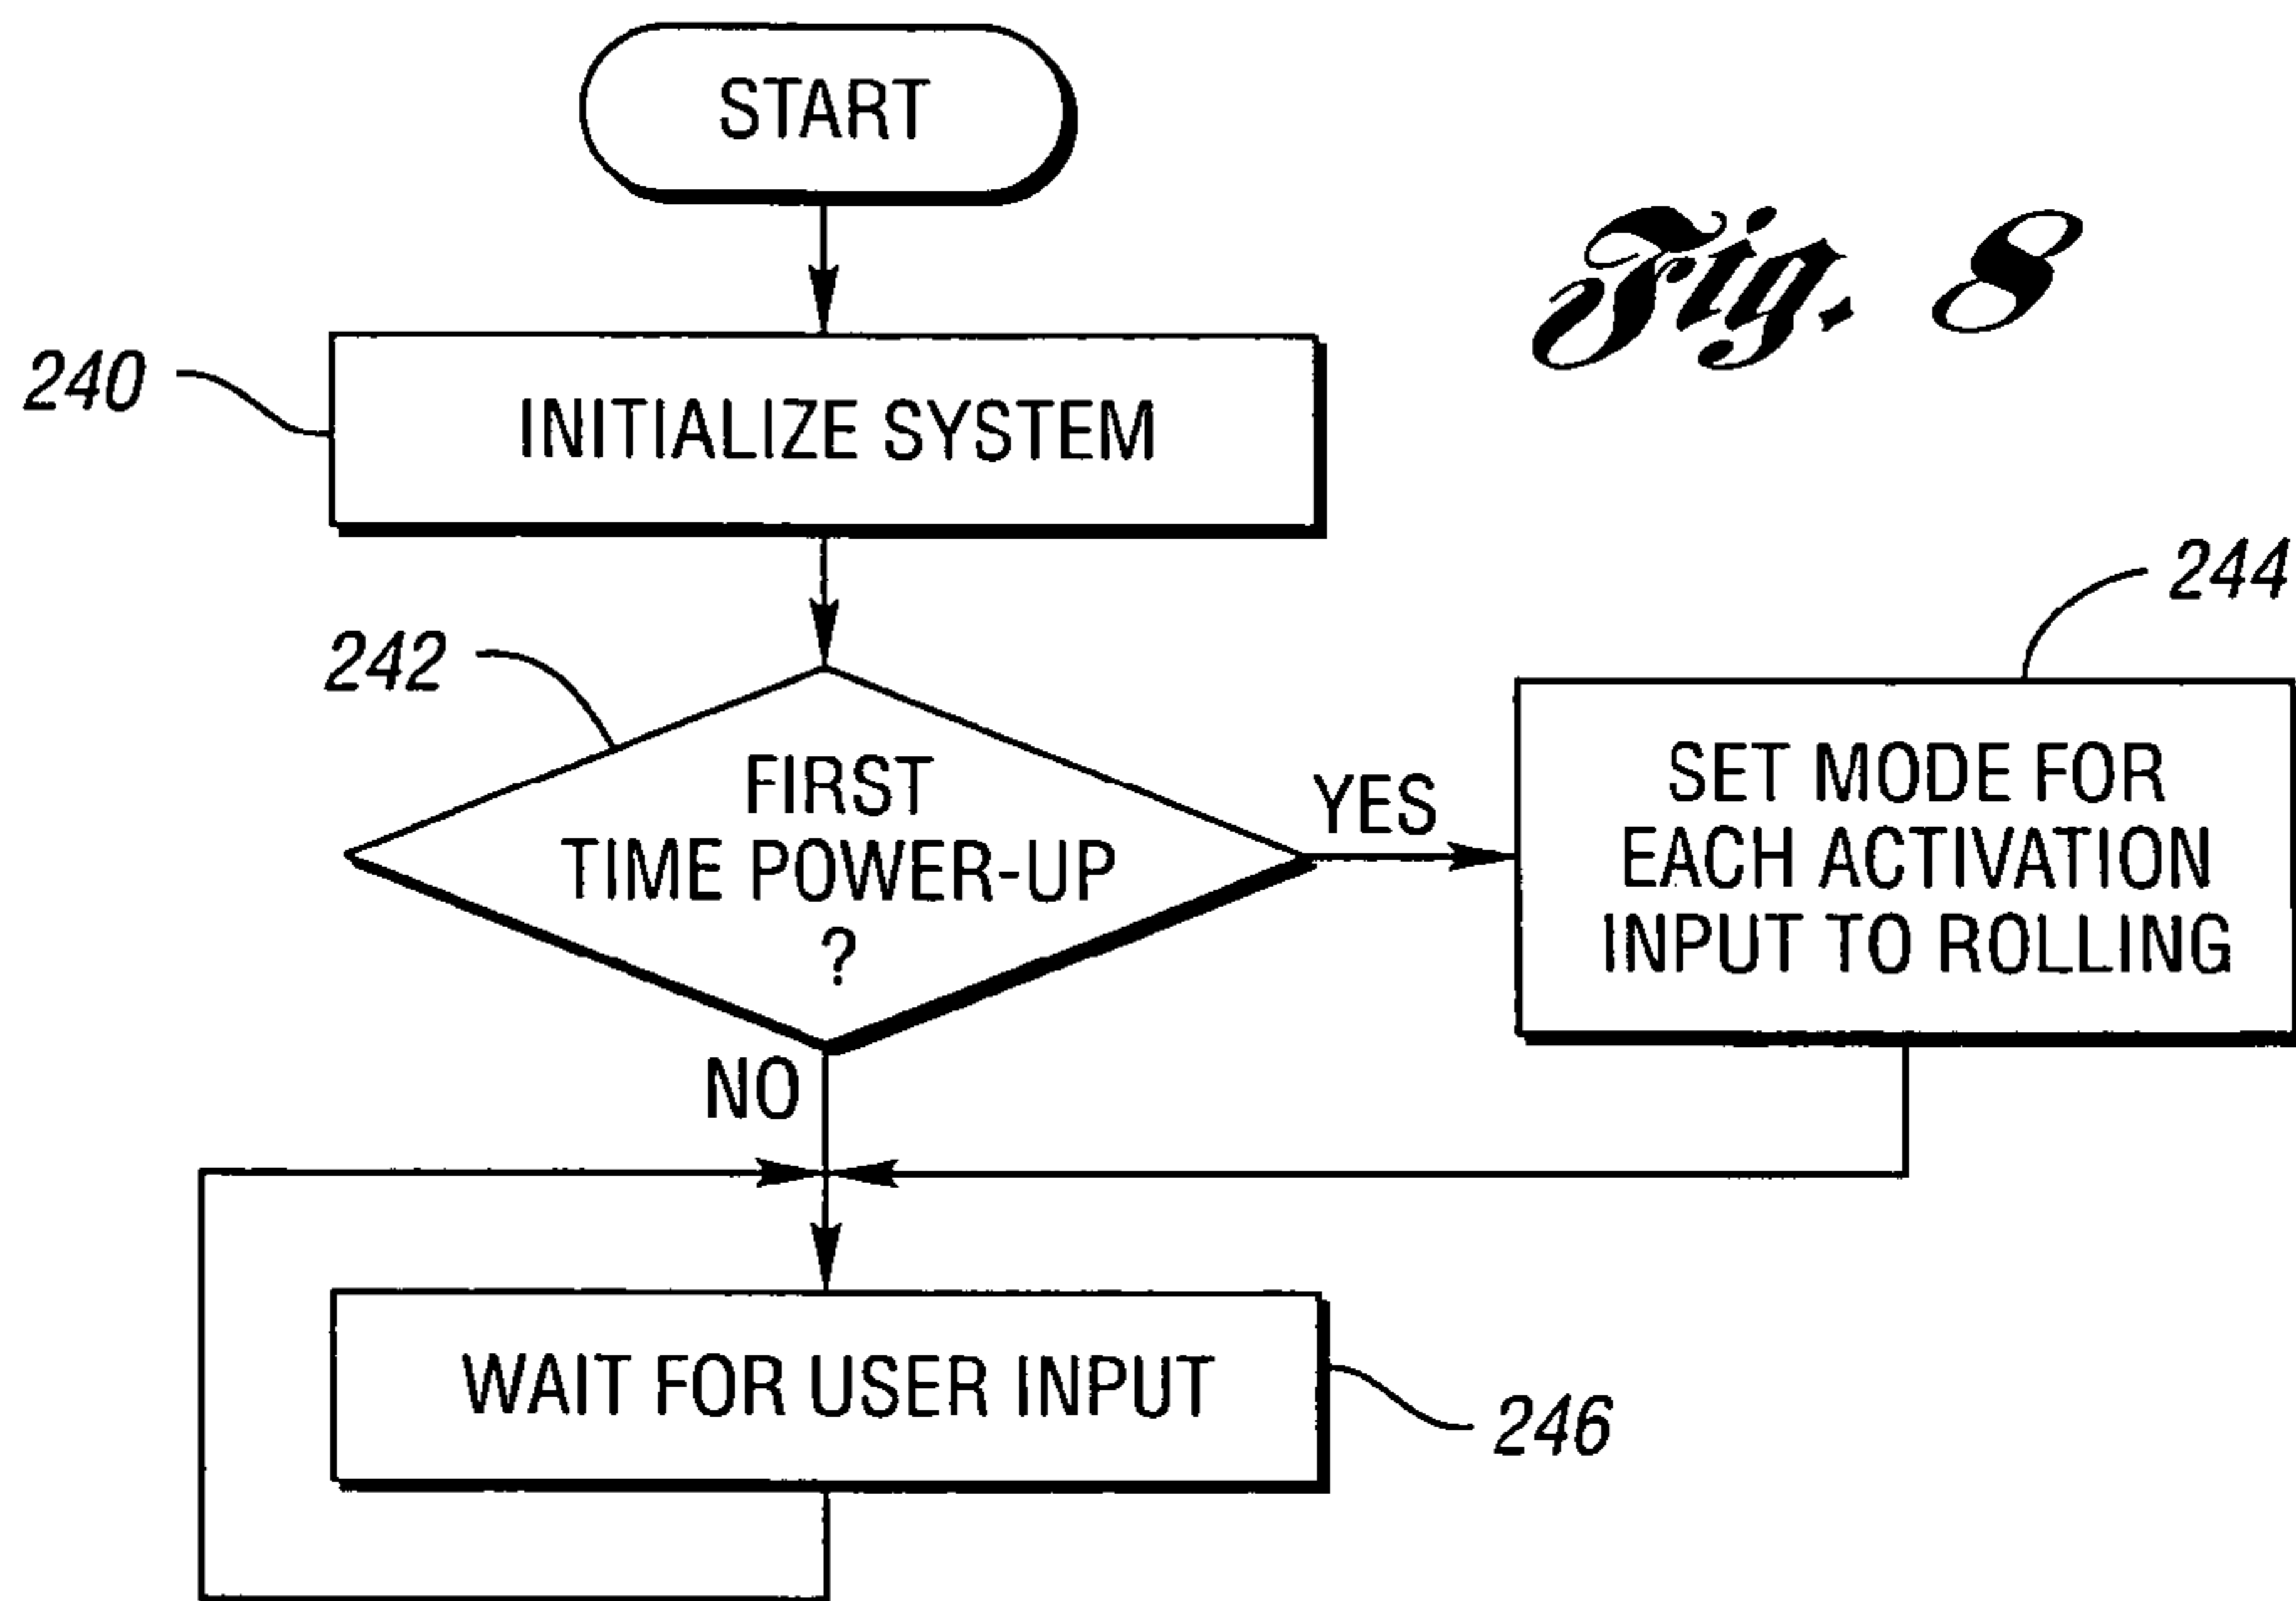 START
Fig. 8
240
INITIALIZE SYSTEM
244
242
FIRST
TIME POWER-UP
?
YES
SET MODE FOR
EACH ACTIVATION
INPUT TO ROLLING
NO
WAIT FOR USER INPUT
246